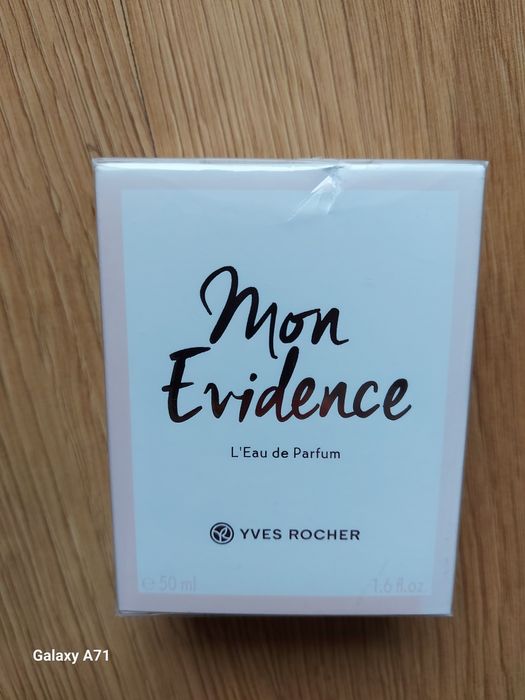 Mon
Evidence
L'Eau de Parfum
YVES ROCHER
℮ 50 ml 1.6 fl.oz.
Galaxy A71